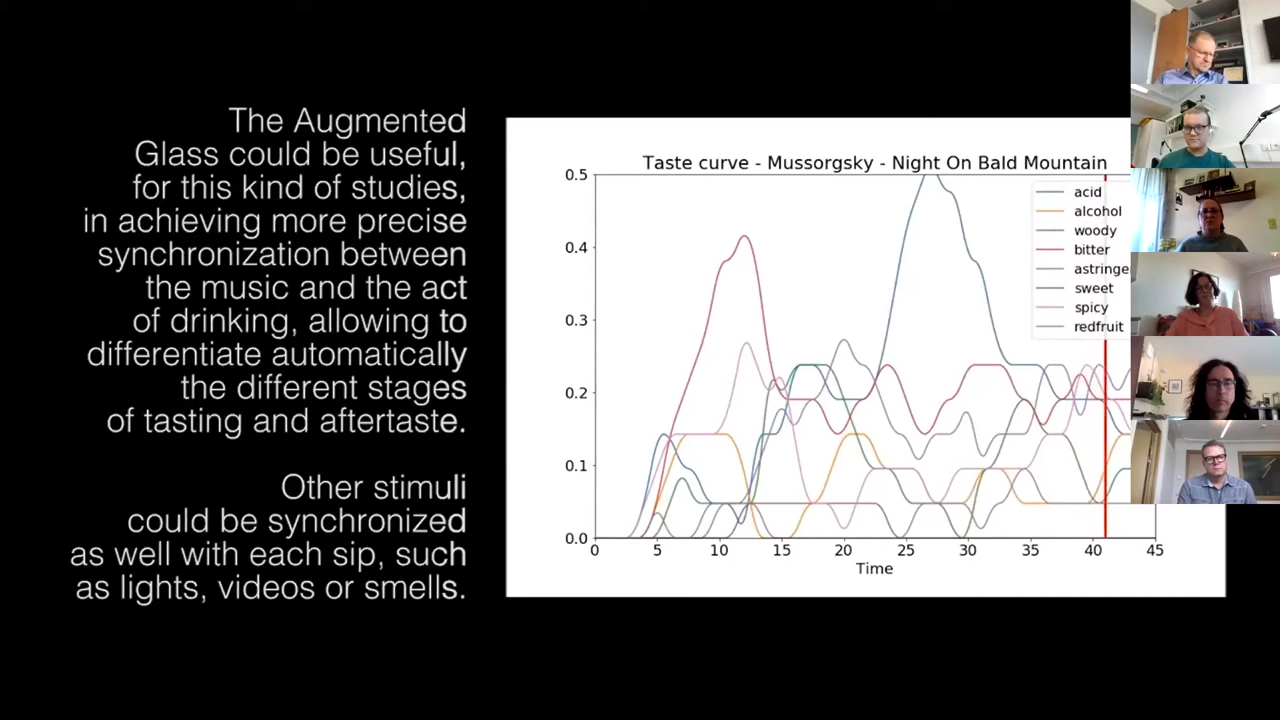 The Augmented
Glass could be useful,
for this kind of studies,
in achieving more precise
synchronization between
the music and the act
of drinking, allowing to
differentiate automatically
the different stages
of tasting and aftertaste.
Other stimuli
could be synchronized
as well with each sip, such
as lights, videos or smells.
Taste curve - Mussorgsky - Night On Bald Mountain
0.5
0.4
0.3
0.2
0.1
0.0
acid
alcohol
woody
bitter
astringe
sweet
spicy
redfruit
0 5 10 15 20 25 30 35 40 45
Time